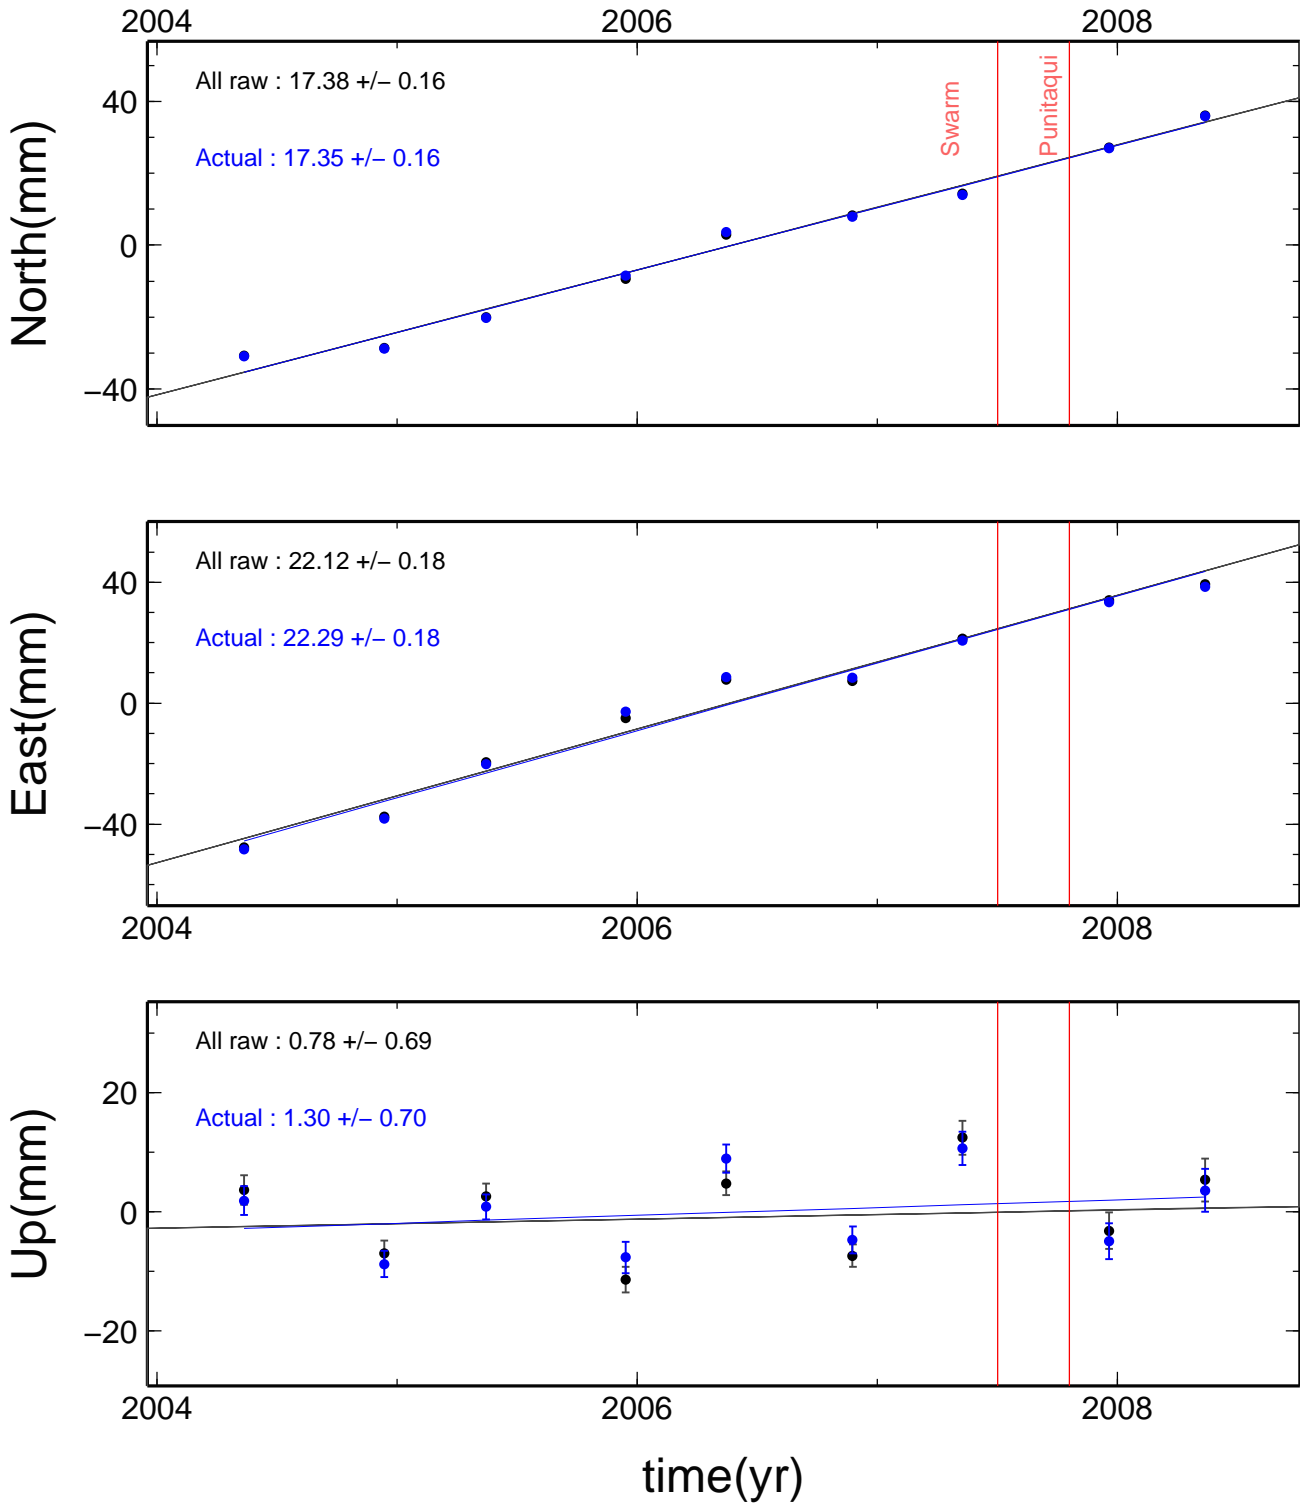 2004 2006 2008
All raw : 17.38 +/− 0.16
Actual : 17.35 +/− 0.16
Swarm
Punitaqui
40
0
−40
North(mm)
All raw : 22.12 +/− 0.18
Actual : 22.29 +/− 0.18
40
0
−40
East(mm)
2004 2006 2008
All raw : 0.78 +/− 0.69
Actual : 1.30 +/− 0.70
20
0
−20
Up(mm)
2004 2006 2008
time(yr)